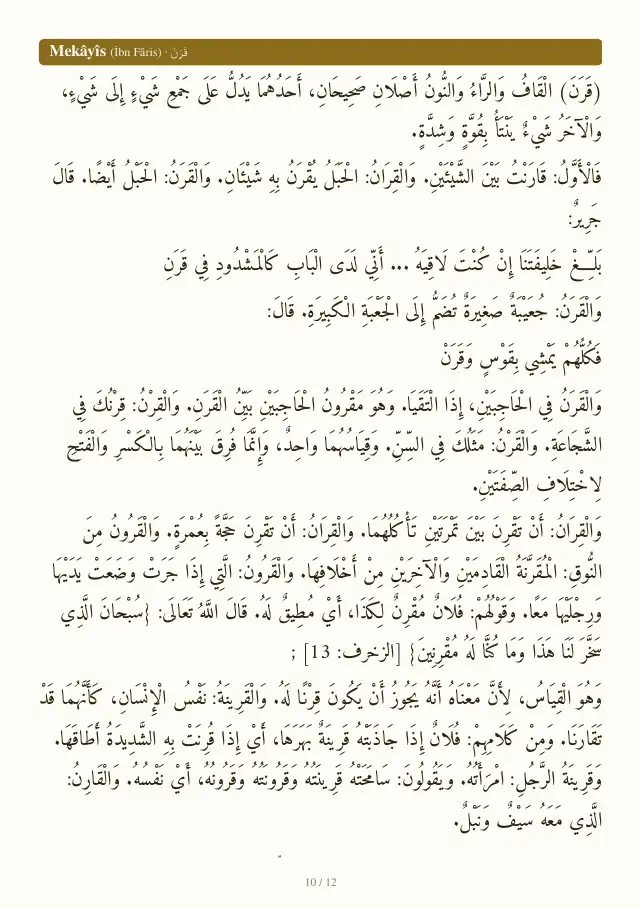 Mekâyîs (İbn Fâris) · قَرَنَ
(قَرَنَ) الْقَافُ وَالرَّاءُ وَالنُّونُ أَصْلَانِ صَحِيحَانِ، أَحَدُهُمَا يَدُلُّ عَلَى جَمْعِ شَيْءٍ إِلَى شَيْءٍ،
وَالْآخَرُ شَيْءٌ يَنْتَأُ بِقُوَّةٍ وَشِدَّةٍ.
فَالْأَوَّلُ: قَارَنْتُ بَيْنَ الشَّيْئَيْنِ. وَالْقِرَانُ: الْحَبْلُ يُقْرَنُ بِهِ شَيْئَانِ. وَالْقَرَنُ: الْحَبْلُ أَيْضًا. قَالَ
جَرِيرٌ:
بَلِّغْ خَلِيفَتَنَا إِنْ كُنْتَ لَاقِيَهُ ... أَنِّي لَدَى الْبَابِ كَالْمَشْدُودِ فِي قَرَنِ
وَالْقَرَنُ: جُعَيْبَةٌ صَغِيرَةٌ تُضَمُّ إِلَى الْجَعْبَةِ الْكَبِيرَةِ. قَالَ:
فَكُلُّهُمْ يَمْشِي بِقَوْسٍ وَقَرَنْ
وَالْقَرَنُ فِي الْحَاجِبَيْنِ، إِذَا الْتَقَيَا. وَهُوَ مَقْرُونُ الْحَاجِبَيْنِ بَيِّنُ الْقَرَنِ. وَالْقِرْنُ: قِرْنُكَ فِي
الشَّجَاعَةِ. وَالْقَرْنُ: مَثَلُكَ فِي السِّنِّ. وَقِيَاسُهُمَا وَاحِدٌ، وَإِنَّمَا فُرِقَ بَيْنَهُمَا بِالْكَسْرِ وَالْفَتْحِ
لِاخْتِلَافِ الصِّفَتَيْنِ.
وَالْقِرَانُ: أَنْ تَقْرِنَ بَيْنَ تَمْرَتَيْنِ تَأْكُلُهُمَا. وَالْقِرَانُ: أَنْ تَقْرِنَ حَجَّةً بِعُمْرَةٍ. وَالْقَرُونُ مِنَ
النُّوقِ: الْمُقَرَّنَةُ الْقَادِمَيْنِ وَالْآخِرَيْنِ مِنْ أَخْلَافِهَا. وَالْقَرُونُ: الَّتِي إِذَا جَرَتْ وَضَعَتْ يَدَيْهَا
وَرِجْلَيْهَا مَعًا. وَقَوْلُهُمْ: فُلَانٌ مُقْرِنٌ لِكَذَا، أَيْ مُطِيقٌ لَهُ. قَالَ اللَّهُ تَعَالَى: {سُبْحَانَ الَّذِي
سَخَّرَ لَنَا هَذَا وَمَا كُنَّا لَهُ مُقْرِنِينَ} [الزخرف: 13] ;
وَهُوَ الْقِيَاسُ، لِأَنَّ مَعْنَاهُ أَنَّهُ يَجُوزُ أَنْ يَكُونَ قِرْنًا لَهُ. وَالْقَرِينَةُ: نَفْسُ الْإِنْسَانِ، كَأَنَّهُمَا قَدْ
تَقَارَنَا. وَمِنْ كَلَامِهِمْ: فُلَانٌ إِذَا جَاذَبَتْهُ قَرِينَةٌ بَهَرَهَا، أَيْ إِذَا قُرِنَتْ بِهِ الشَّدِيدَةُ أَطَاقَهَا.
وَقَرِينَةُ الرَّجُلِ: امْرَأَتُهُ. وَيَقُولُونَ: سَامَحَتْهُ قَرِينَتُهُ وَقَرُونَتُهُ وَقَرُونُهُ، أَيْ نَفْسُهُ. وَالْقَارِنُ:
الَّذِي مَعَهُ سَيْفٌ وَنَبْلٌ.
10 / 12